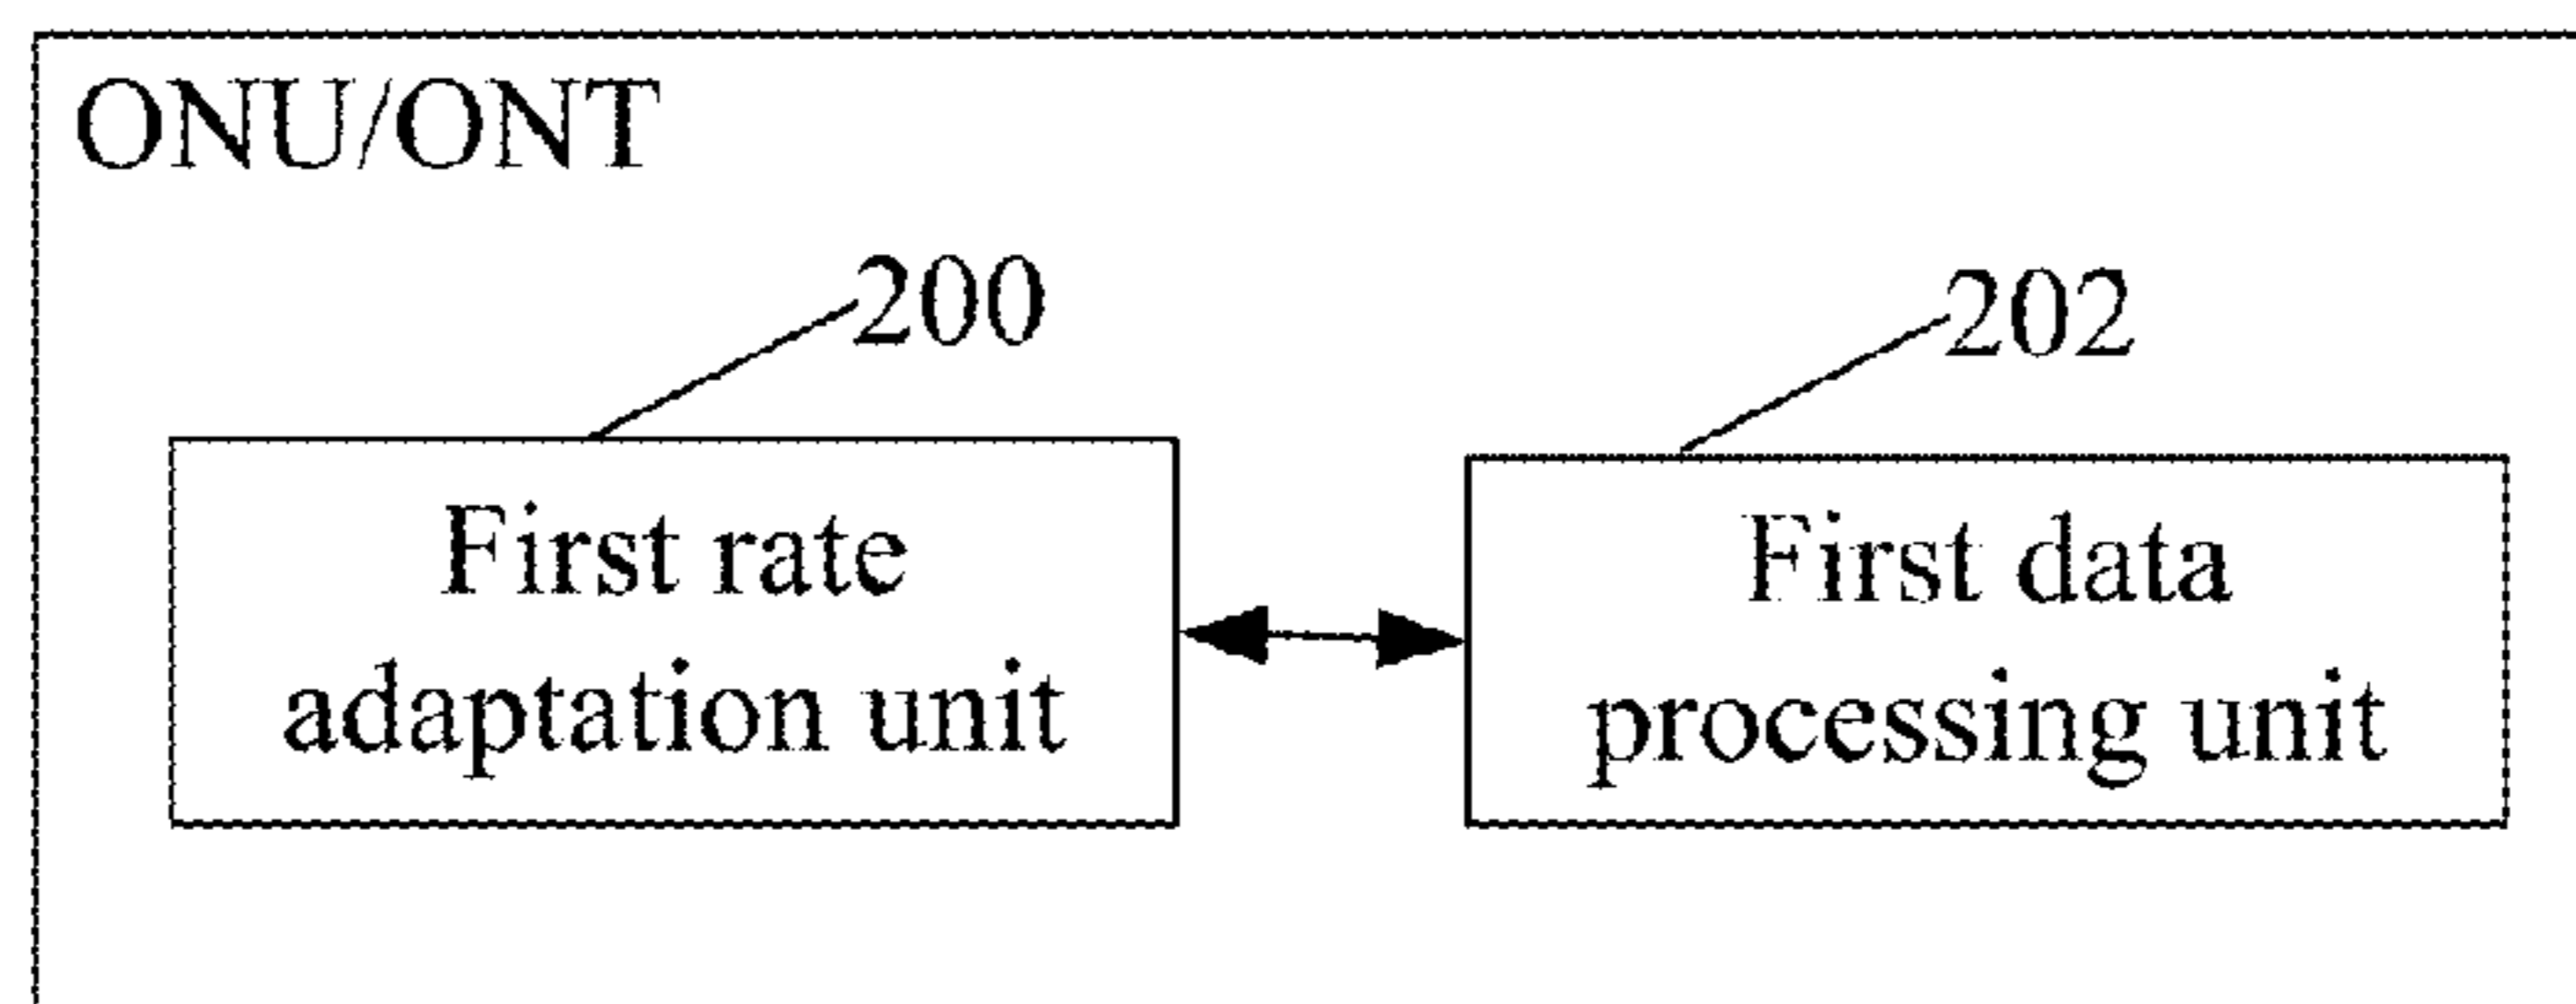 ONU/ONT
200
202
First rate
adaptation unit
First data
processing unit